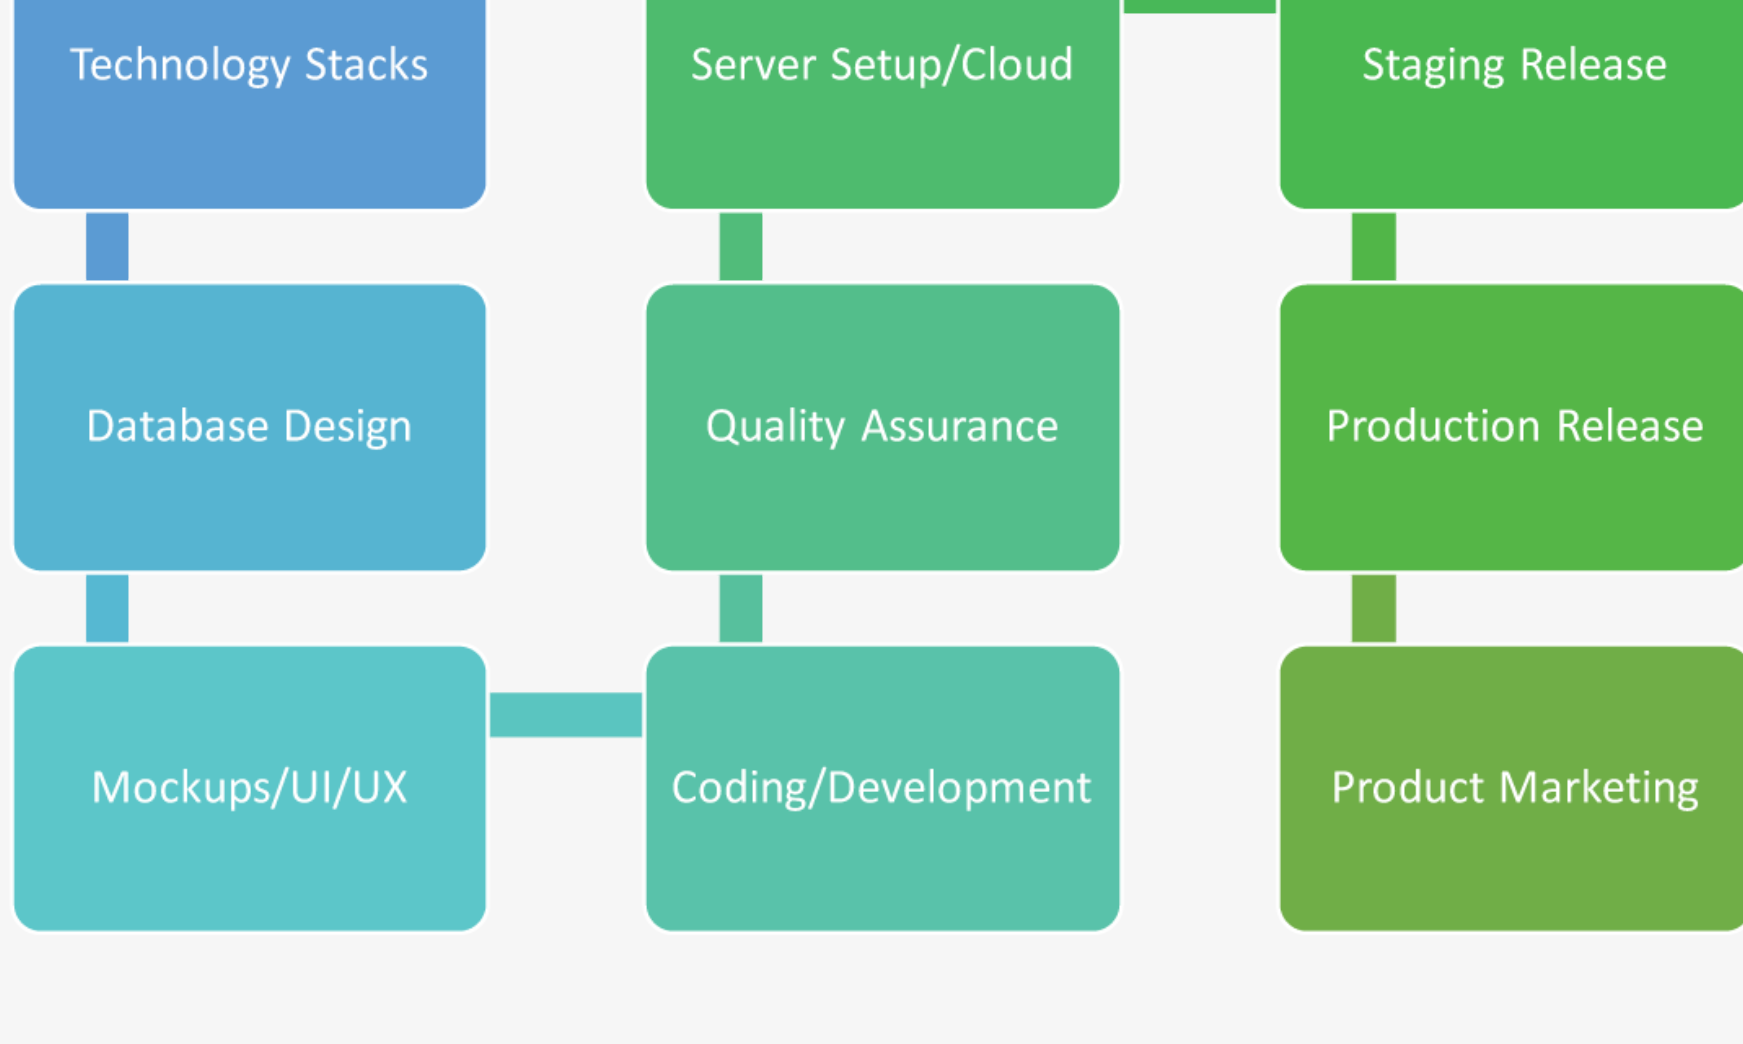 Technology Stacks
Server Setup/Cloud
Staging Release
Database Design
Quality Assurance
Production Release
Mockups/UI/UX
Coding/Development
Product Marketing